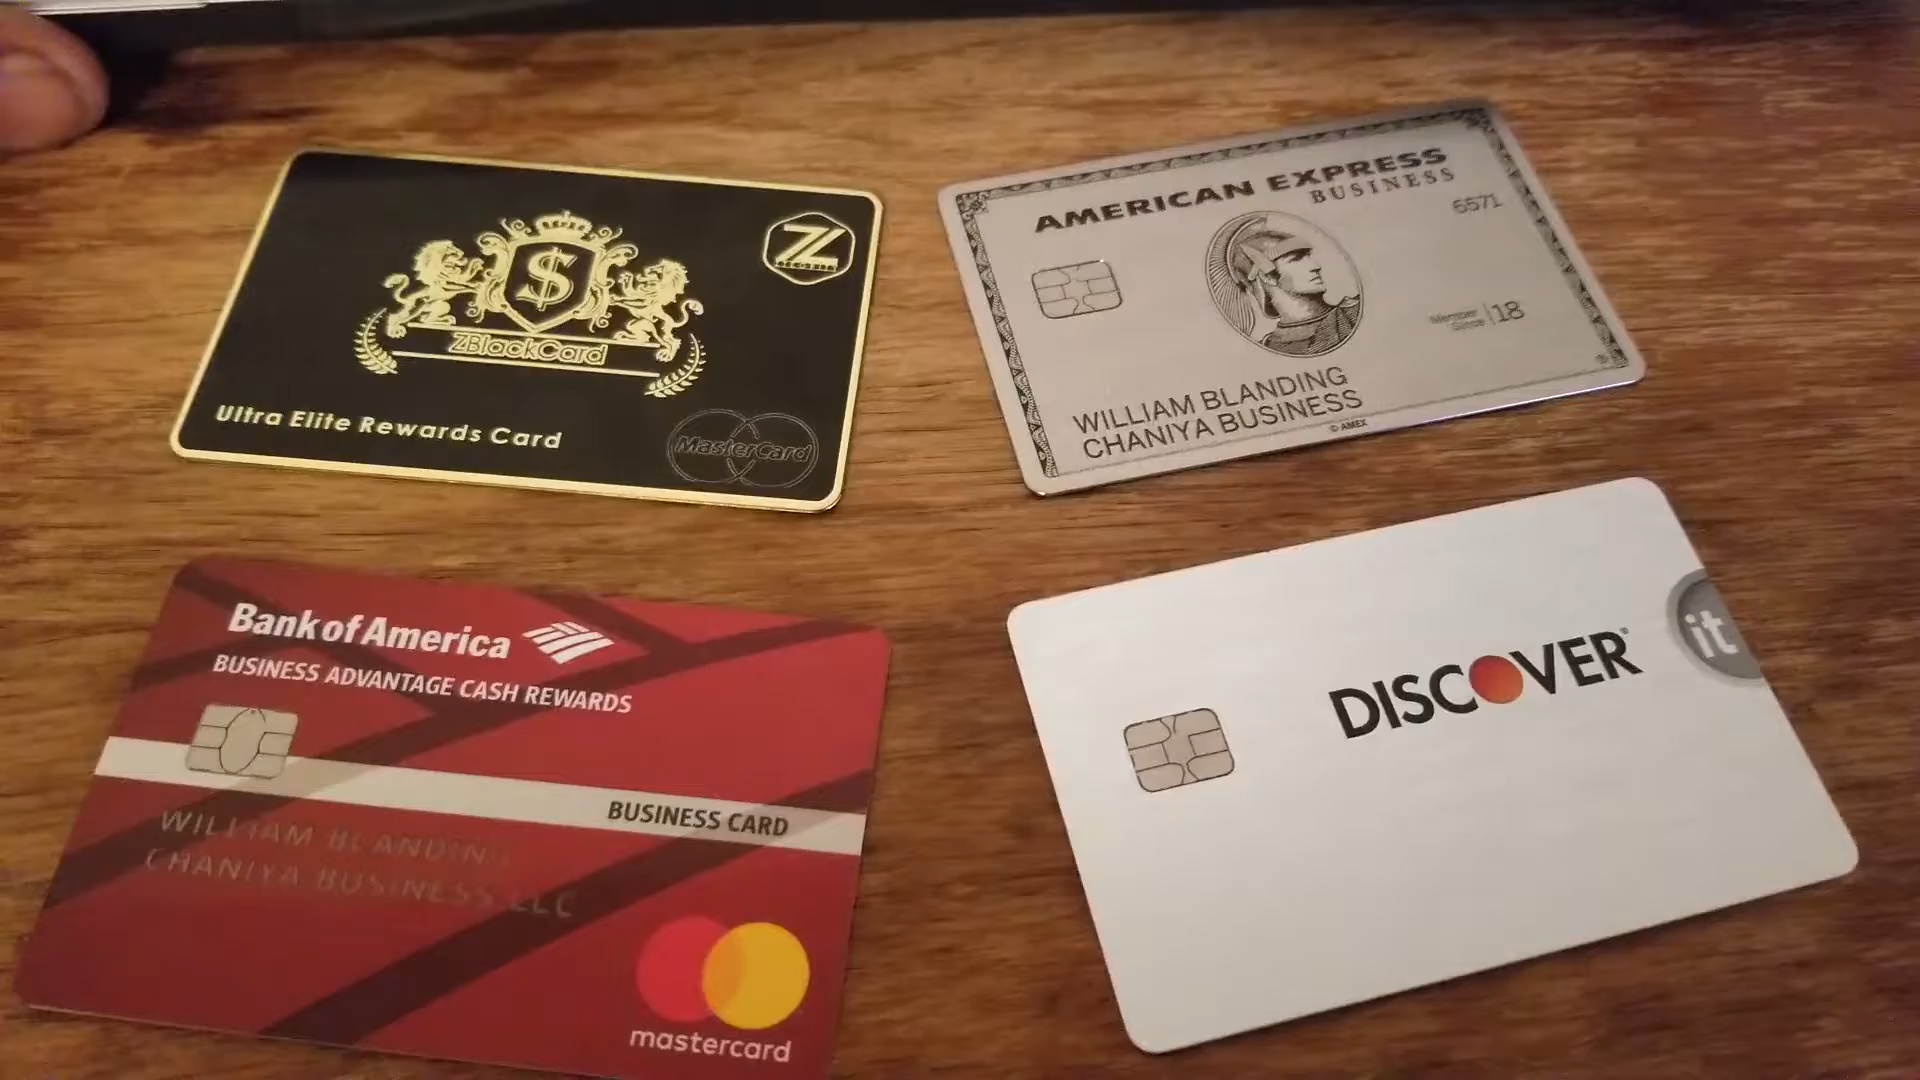 $
Z
ZBlackCard
Ultra Elite Rewards Card
MasterCard
AMERICAN EXPRESS
BUSINESS
6571
Member
Since 18
WILLIAM BLANDING
CHANIYA BUSINESS
© AMEX
Bank of America
BUSINESS ADVANTAGE CASH REWARDS
BUSINESS CARD
WILLIAM BLANDING
CHANIYA BUSINESS LLC
mastercard
DISCOVER
it